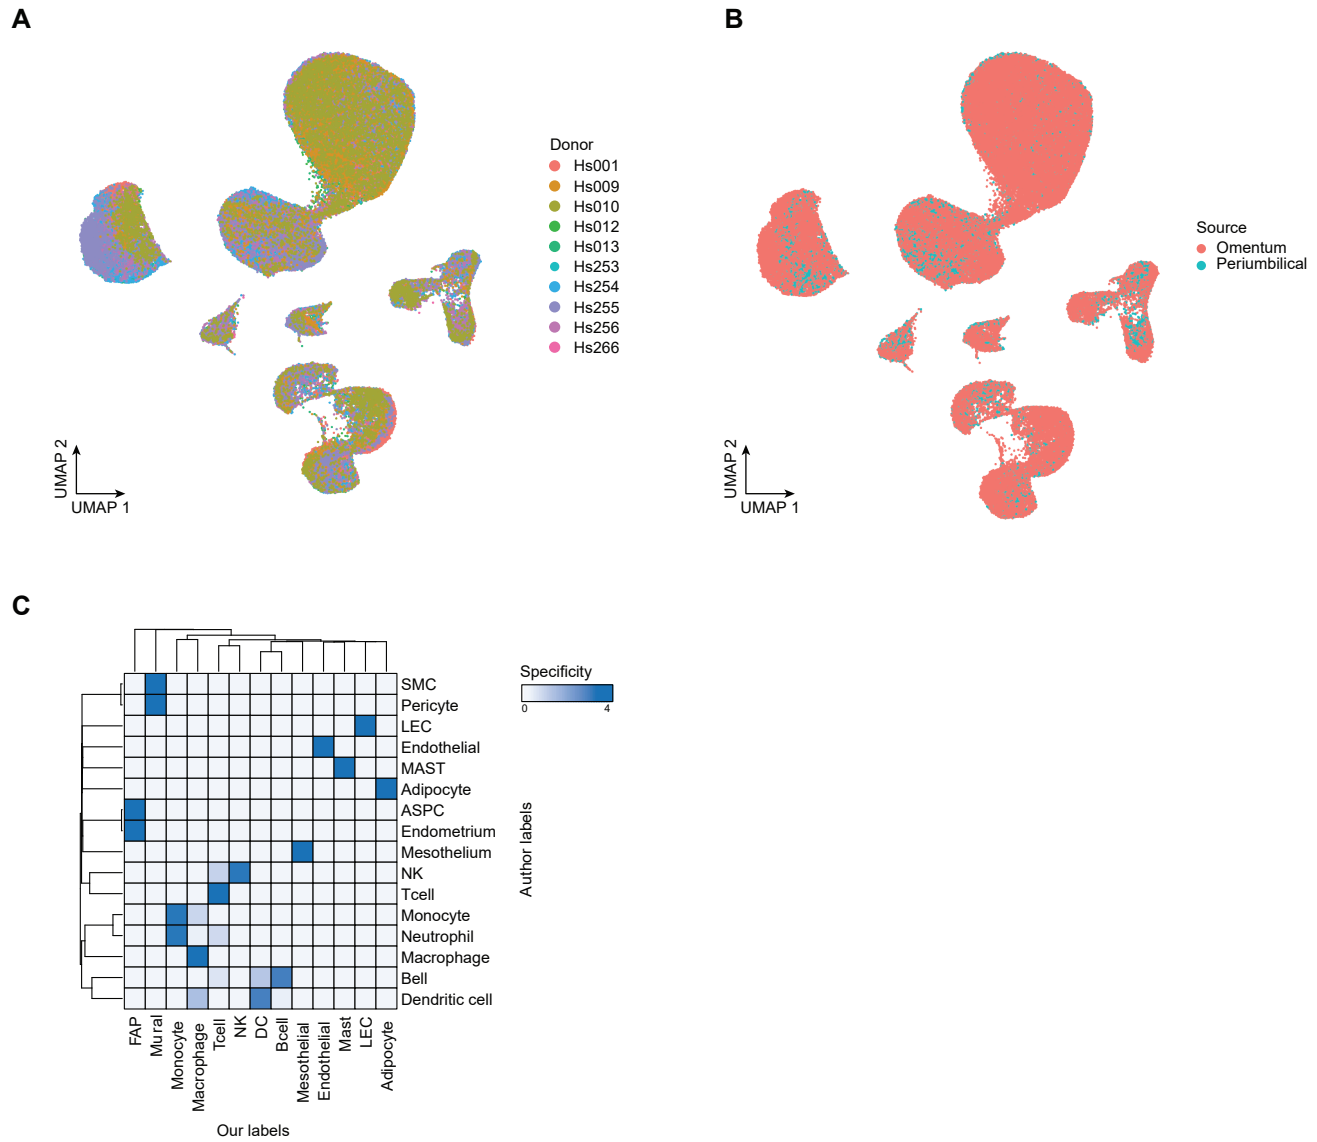 A
B
Donor
Hs001
Hs009
Hs010
Hs012
Hs013
Hs253
Hs254
Hs255
Hs256
Hs266
Source
Omentum
Periumbilical
UMAP 2
UMAP 1
UMAP 2
UMAP 1
C
Specificity
0 4
SMC
Pericyte
LEC
Endothelial
MAST
Adipocyte
ASPC
Endometrium
Mesothelium
NK
Tcell
Monocyte
Neutrophil
Macrophage
Bell
Dendritic cell
Author labels
FAP
Mural
Monocyte
Macrophage
Tcell
NK
DC
Bcell
Mesothelial
Endothelial
Mast
LEC
Adipocyte
Our labels